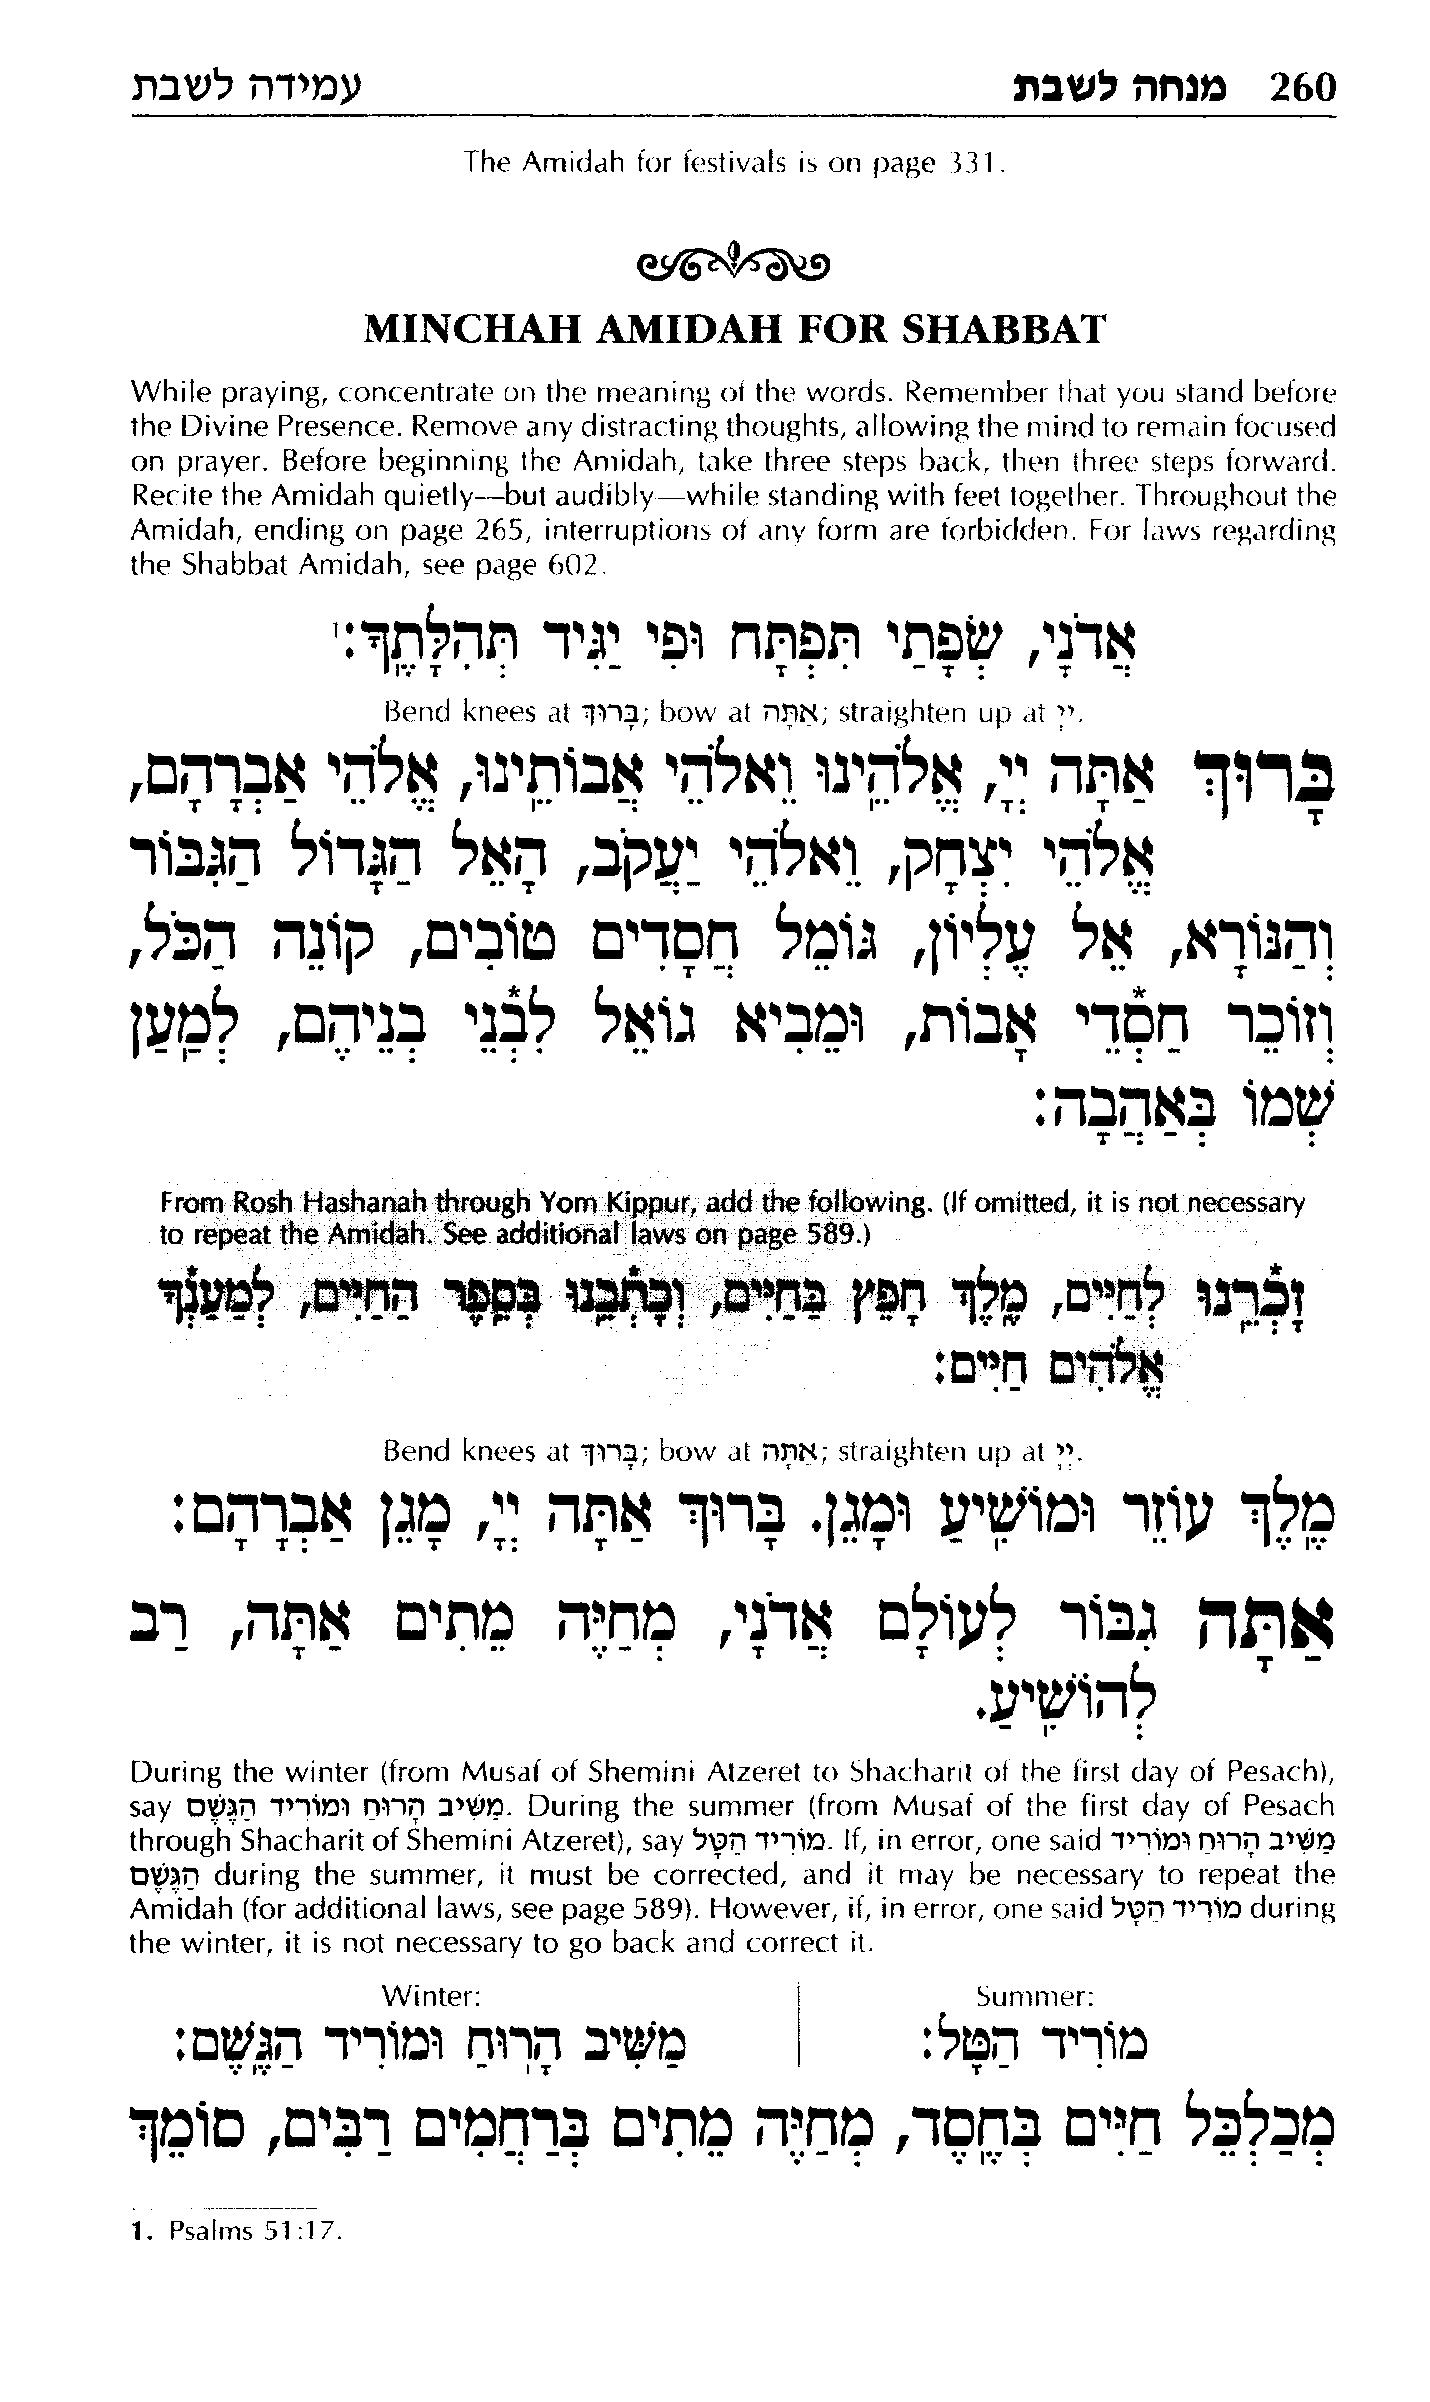 260 מנחה לשבת עמידה לשבת
The Amidah for festivals is on page 331.
MINCHAH AMIDAH FOR SHABBAT
While praying, concentrate on the meaning of the words. Remember that you stand before
the Divine Presence. Remove any distracting thoughts, allowing the mind to remain focused
on prayer. Before beginning the Amidah, take three steps back, then three steps forward.
Recite the Amidah quietly—but audibly—while standing with feet together. Throughout the
Amidah, ending on page 265, interruptions of any form are forbidden. For laws regarding
the Shabbat Amidah, see page 602.
אֲדֹנָי, שְׂפָתַי תִּפְתָּח וּפִי יַגִּיד תְּהִלָּתֶֽךָ:¹
Bend knees at בָּרוּךְ; bow at אַתָּה; straighten up at יְיָ.
בָּרוּךְ אַתָּה יְיָ, אֱלֹהֵֽינוּ וֵאלֹהֵי אֲבוֹתֵֽינוּ, אֱלֹהֵי אַבְרָהָם,
אֱלֹהֵי יִצְחָק, וֵאלֹהֵי יַעֲקֹב, הָאֵל הַגָּדוֹל הַגִּבּוֹר
וְהַנּוֹרָא, אֵל עֶלְיוֹן, גּוֹמֵל חֲסָדִים טוֹבִים, קוֹנֵה הַכֹּל,
וְזוֹכֵר חַסְ*דֵי אָבוֹת, וּמֵבִיא גוֹאֵל לִבְ*נֵי בְנֵיהֶם, לְמַֽעַן
שְׁמוֹ בְּאַהֲבָה:
From Rosh Hashanah through Yom Kippur, add the following. (If omitted, it is not necessary
to repeat the Amidah. See additional laws on page 589.)
זָכְ*רֵֽנוּ לְחַיִּים, מֶֽלֶךְ חָפֵץ בַּחַיִּים, וְכָתְ*בֵֽנוּ בְּסֵֽפֶר הַחַיִּים, לְמַעַנְ*ךָ
אֱלֹהִים חַיִּים:
Bend knees at בָּרוּךְ; bow at אַתָּה; straighten up at יְיָ.
מֶֽלֶךְ עוֹזֵר וּמוֹשִֽׁיעַ וּמָגֵן. בָּרוּךְ אַתָּה יְיָ, מָגֵן אַבְרָהָם:
אַתָּה גִּבּוֹר לְעוֹלָם אֲדֹנָי, מְחַיֶּה מֵתִים אַתָּה, רַב
לְהוֹשִֽׁיעַ.
During the winter (from Musaf of Shemini Atzeret to Shacharit of the first day of Pesach),
say מַשִּׁיב הָרוּחַ וּמוֹרִיד הַגֶּשֶׁם. During the summer (from Musaf of the first day of Pesach
through Shacharit of Shemini Atzeret), say מוֹרִיד הַטָּל. If, in error, one said מַשִּׁיב הָרוּחַ וּמוֹרִיד
הַגֶּשֶׁם during the summer, it must be corrected, and it may be necessary to repeat the
Amidah (for additional laws, see page 589). However, if, in error, one said מוֹרִיד הַטָּל during
the winter, it is not necessary to go back and correct it.
Winter: Summer:
מוֹרִיד הַטָּל: מַשִּׁיב הָרֽוּחַ וּמוֹרִיד הַגֶּֽשֶׁם:
מְכַלְכֵּל חַיִּים בְּחֶֽסֶד, מְחַיֶּה מֵתִים בְּרַחֲמִים רַבִּים, סוֹמֵךְ
1. Psalms 51:17.